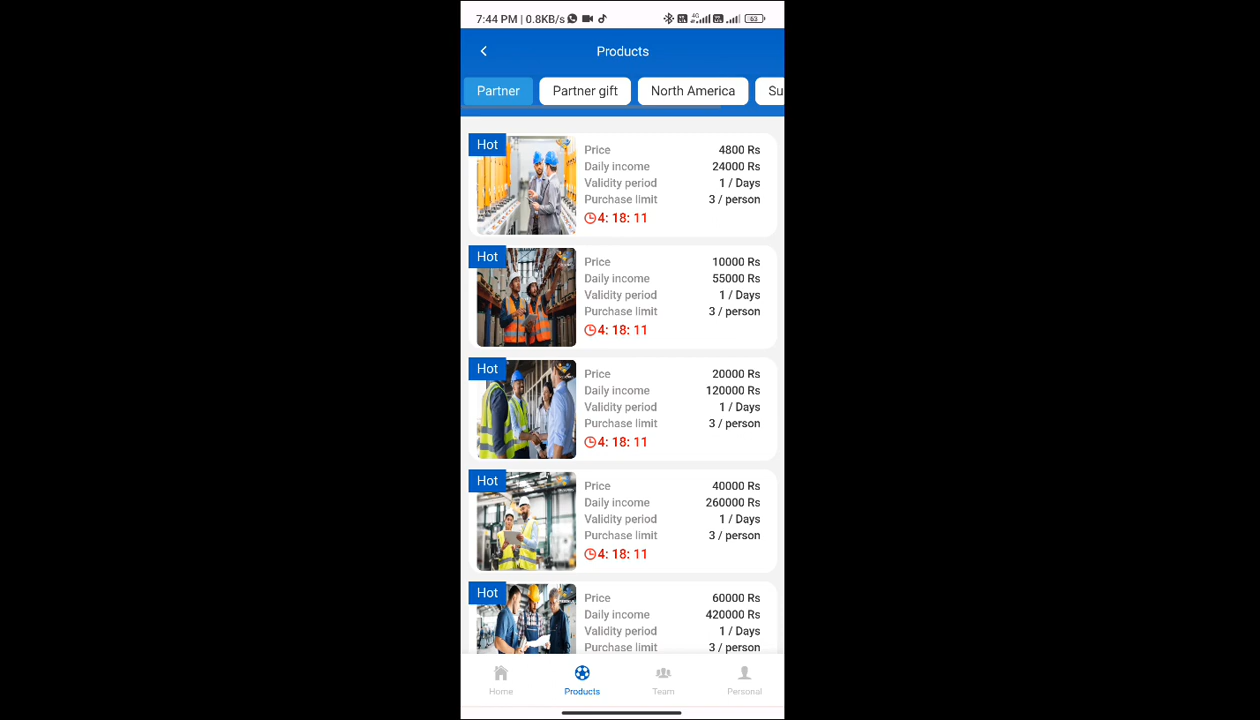 7:44 PM | 0.8KB/s
4G
63
Products
Partner
Partner gift
North America
Su
Hot
Price 4800 Rs
Daily income 24000 Rs
Validity period 1 / Days
Purchase limit 3 / person
4: 18: 11
Hot
Price 10000 Rs
Daily income 55000 Rs
Validity period 1 / Days
Purchase limit 3 / person
4: 18: 11
Hot
Price 20000 Rs
Daily income 120000 Rs
Validity period 1 / Days
Purchase limit 3 / person
4: 18: 11
Hot
Price 40000 Rs
Daily income 260000 Rs
Validity period 1 / Days
Purchase limit 3 / person
4: 18: 11
Hot
Price 60000 Rs
Daily income 420000 Rs
Validity period 1 / Days
Purchase limit 3 / person
Home
Products
Team
Personal